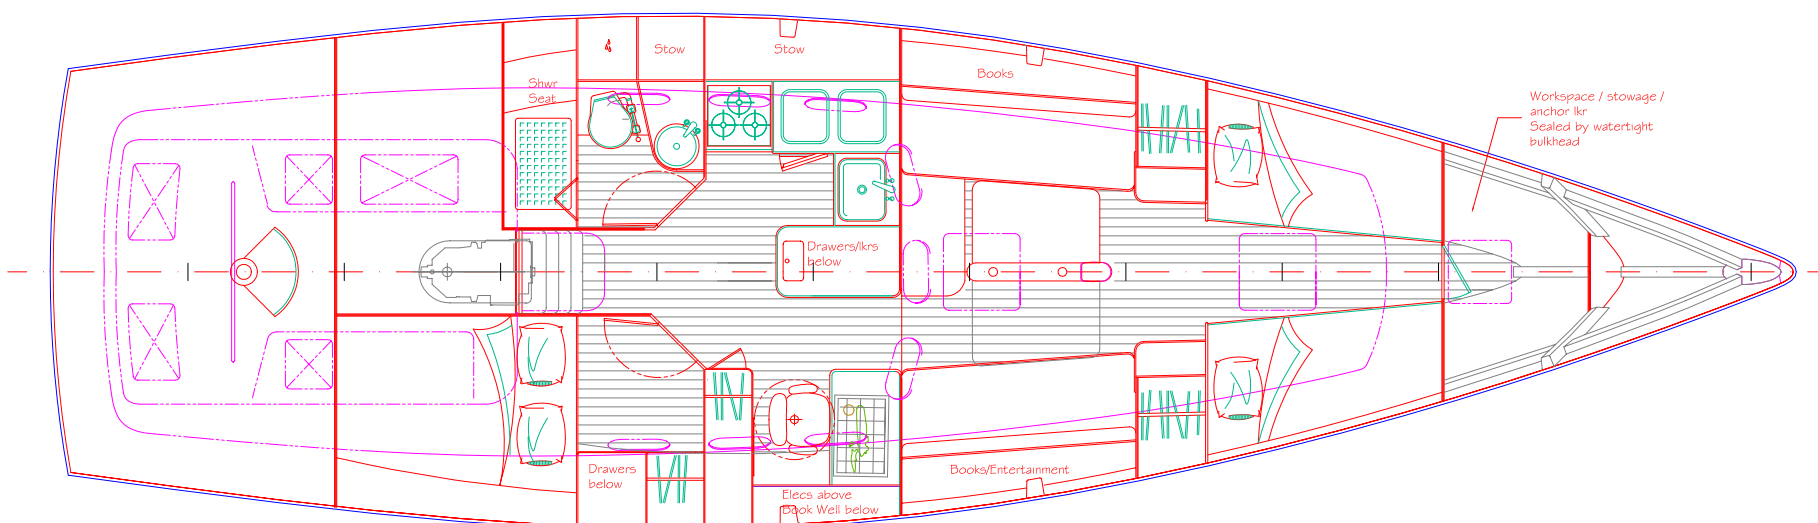 Stow
Stow
Books
Shwr
Seat
Workspace / stowage /
anchor lkr
Sealed by watertight
bulkhead
Drawers/lkrs
below
Drawers
below
Books/Entertainment
Elecs above
Book Well below